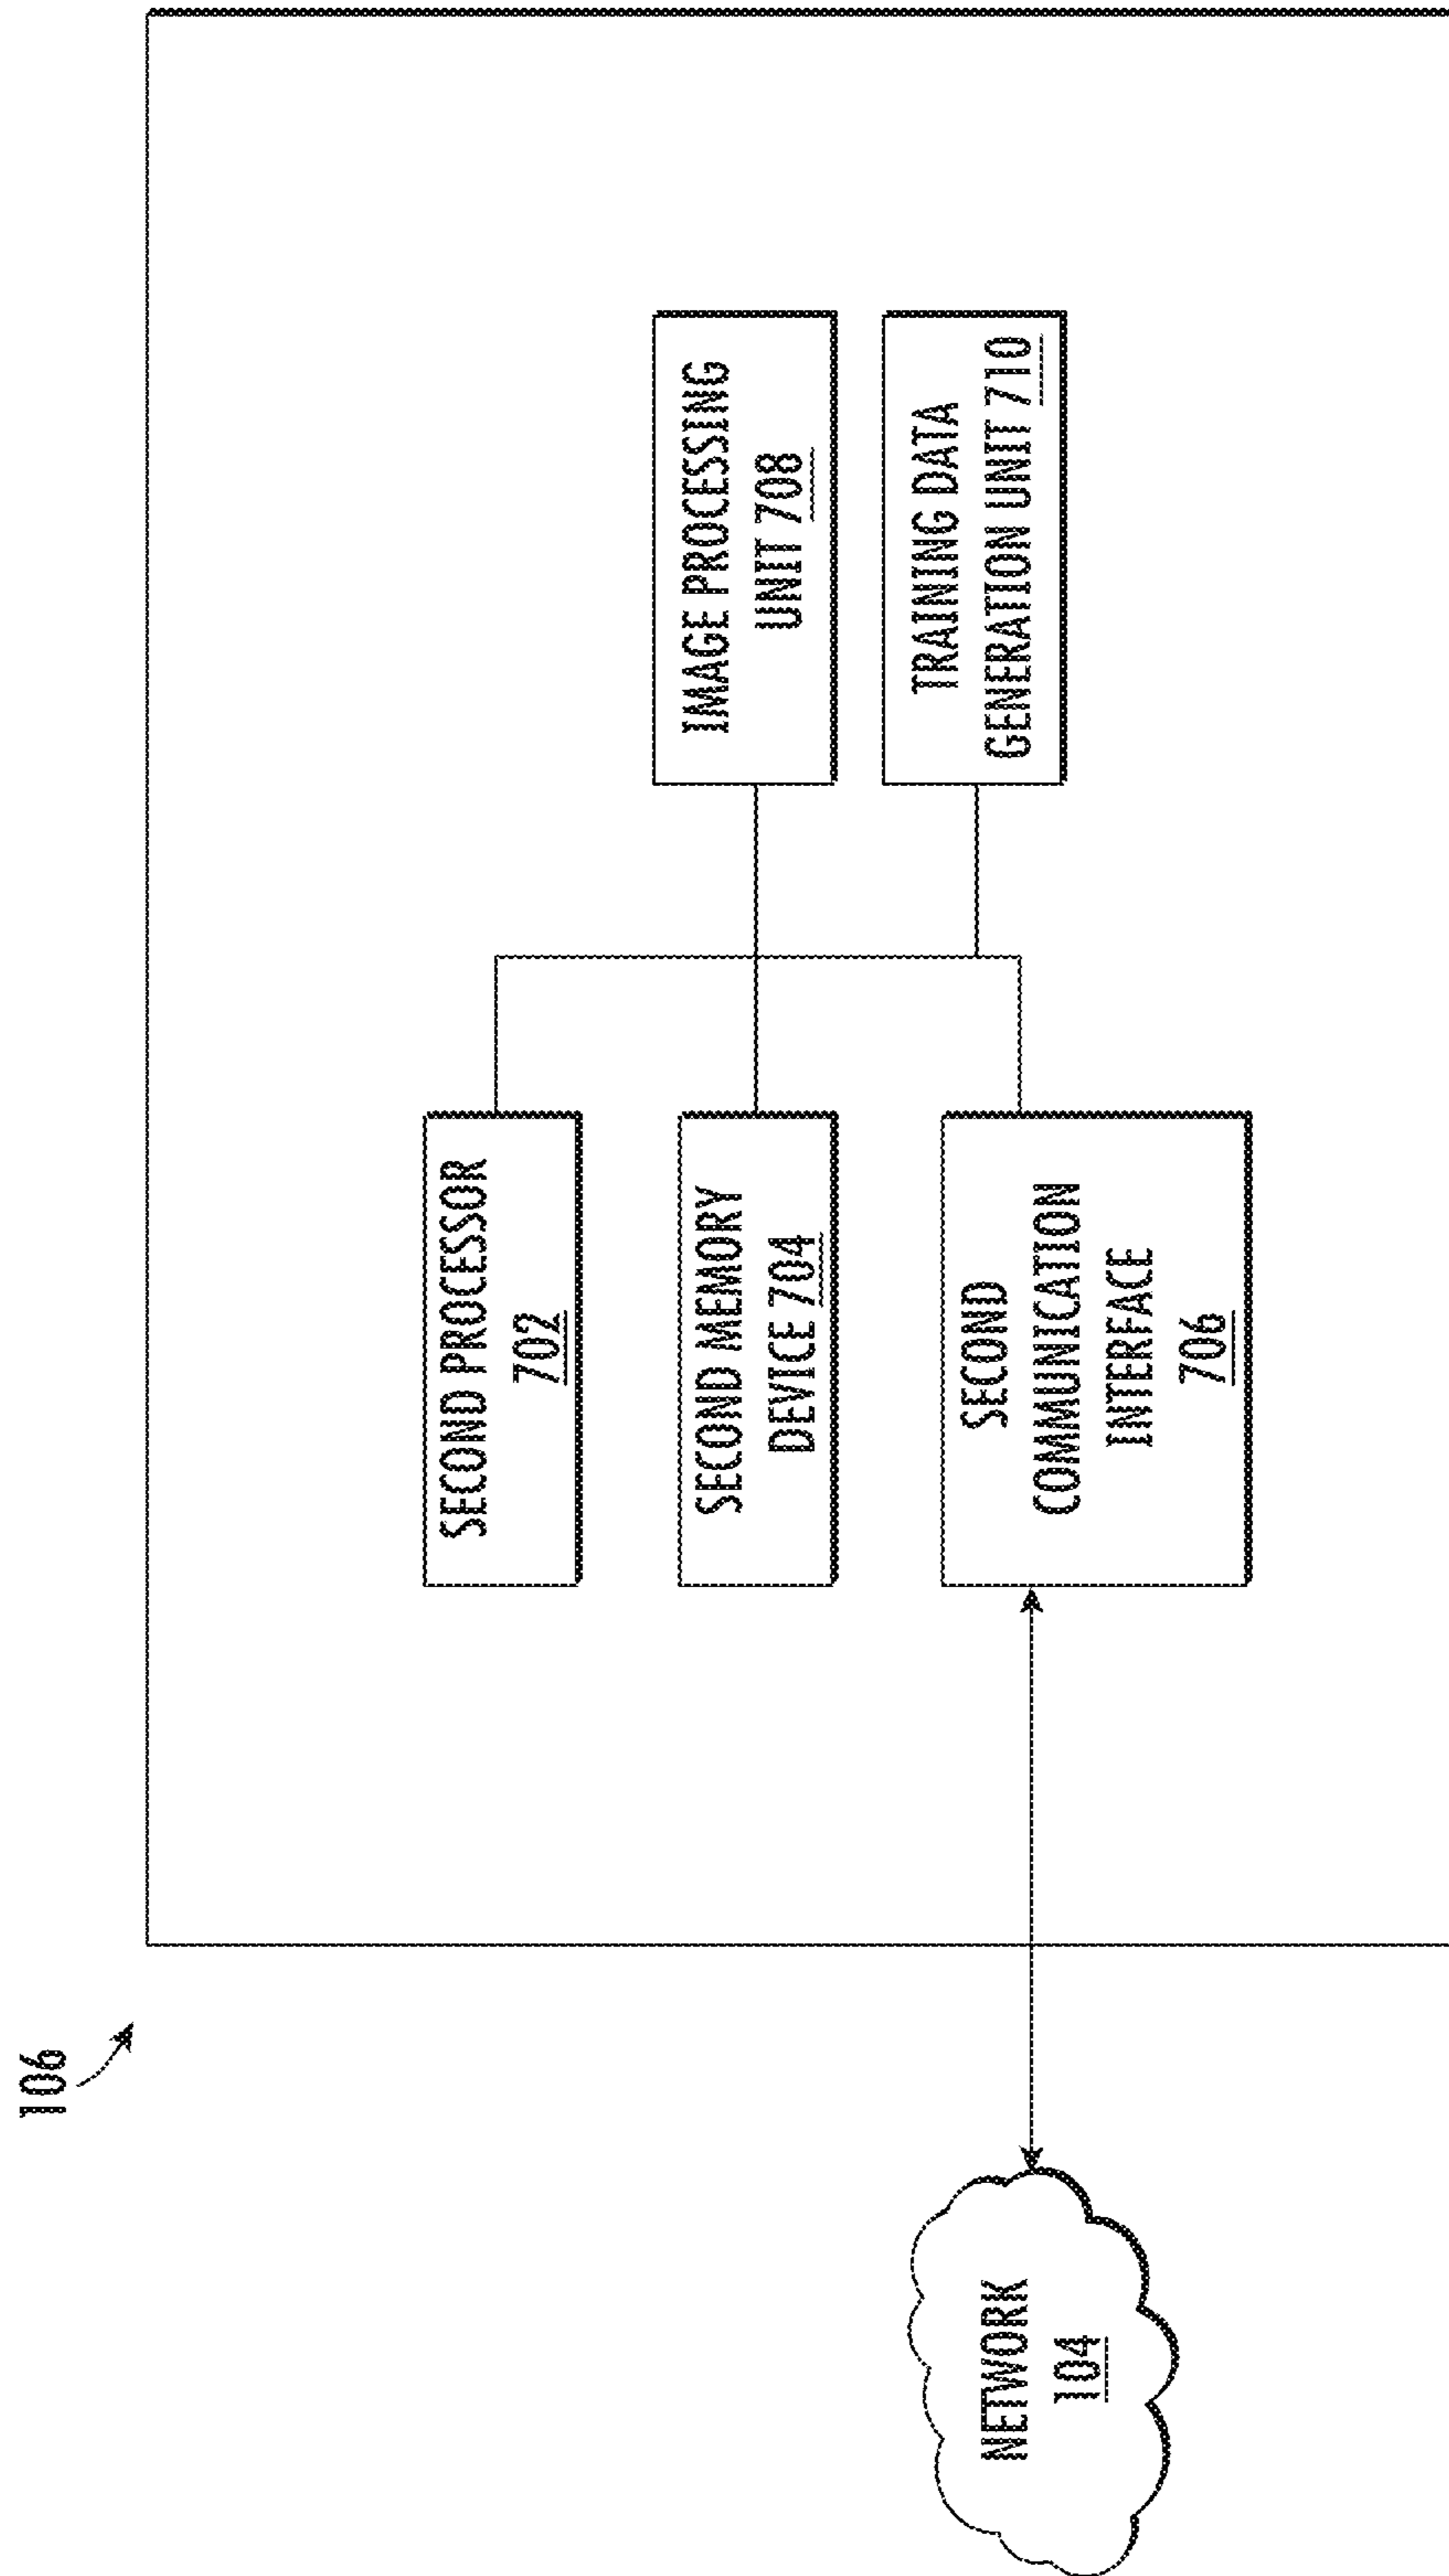 106
SECOND PROCESSOR
702
SECOND MEMORY
DEVICE 704
SECOND
COMMUNICATION
INTERFACE
706
IMAGE PROCESSING
UNIT 708
TRAINING DATA
GENERATION UNIT 710
NETWORK
104